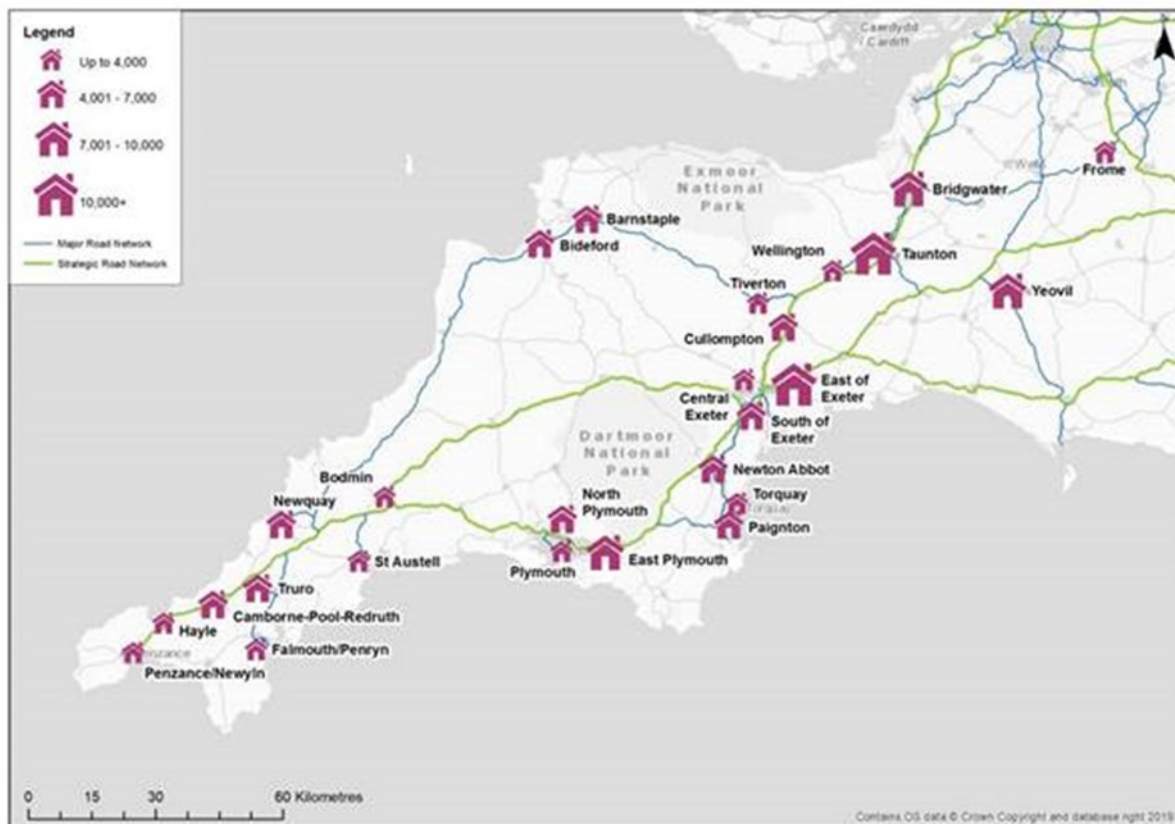 Legend
Up to 4,000
4,001 - 7,000
7,001 - 10,000
10,000+
Major Road Network
Strategic Road Network
Caerdydd
/ Cardiff
Exmoor
National
Park
Frome
Bridgwater
Barnstaple
Bideford
Wellington
Taunton
Tiverton
Yeovil
Cullompton
East of
Exeter
Central
Exeter
South of
Exeter
Dartmoor
National
Park
Newton Abbot
Bodmin
Newquay
North
Plymouth
Torquay
Torquay
Paignton
St Austell
Plymouth
East Plymouth
Truro
Camborne-Pool-Redruth
Hayle
Falmouth/Penryn
Penzance
Penzance/Newyln
0 15 30 60 Kilometres
Contains OS data © Crown Copyright and database right 2019